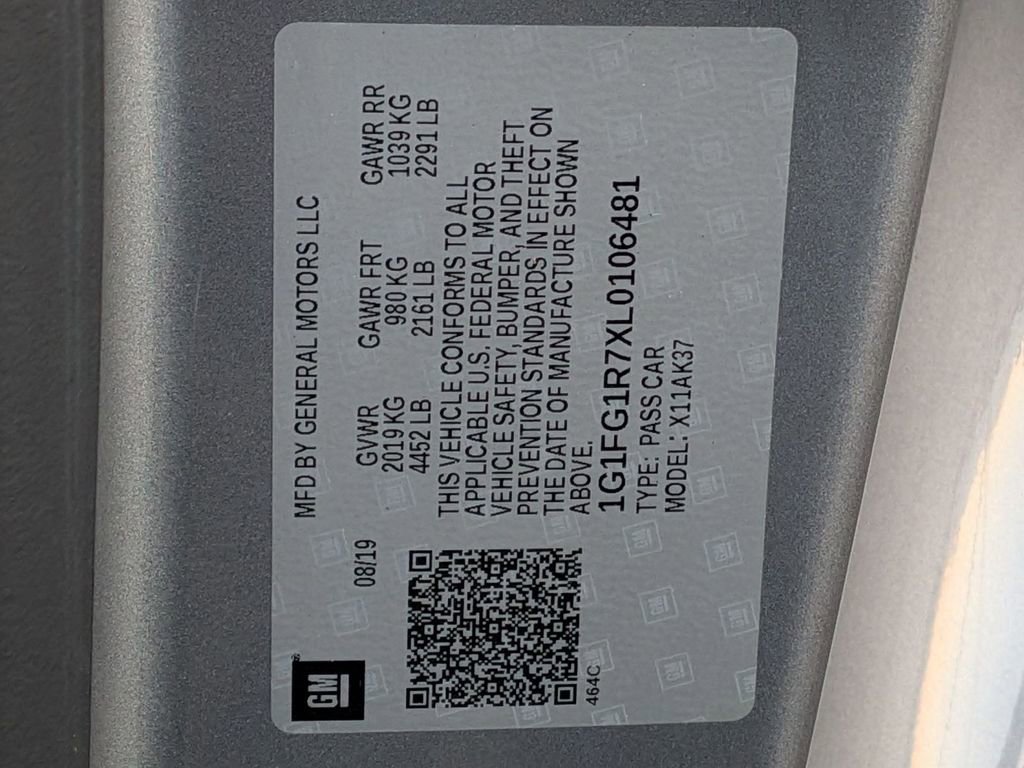 GM
MFD BY GENERAL MOTORS LLC
08/19
GVWR GAWR FRT GAWR RR
2019 KG 980 KG 1039 KG
4452 LB 2161 LB 2291 LB
THIS VEHICLE CONFORMS TO ALL
APPLICABLE U.S. FEDERAL MOTOR
VEHICLE SAFETY, BUMPER, AND THEFT
PREVENTION STANDARDS IN EFFECT ON
THE DATE OF MANUFACTURE SHOWN
ABOVE.
464C
1G1FG1R7XL0106481
TYPE: PASS CAR
MODEL: X11AK37